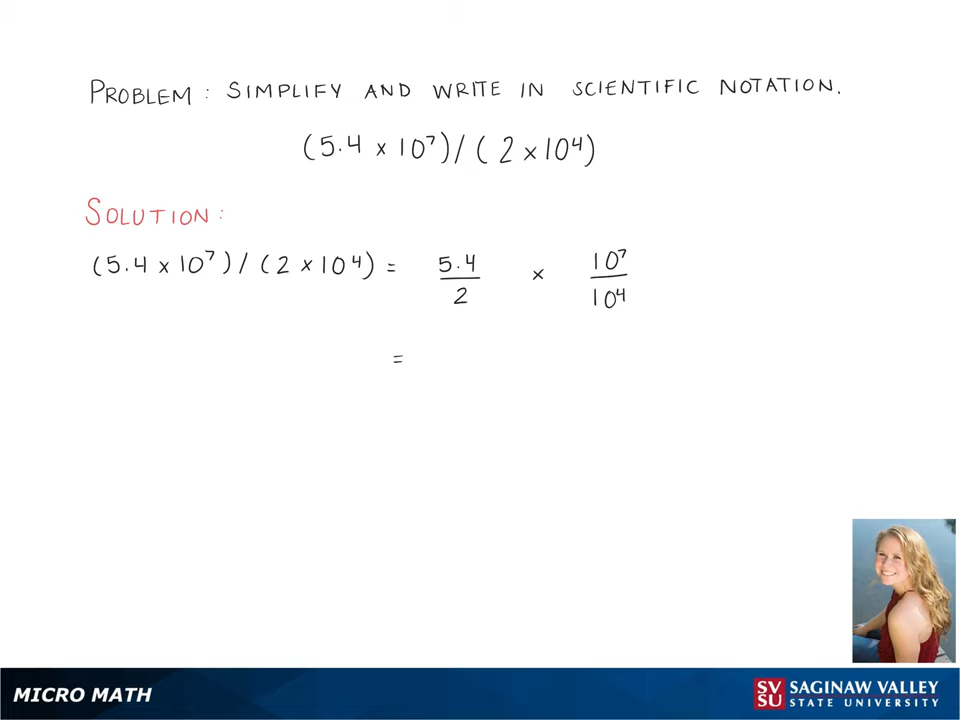 PROBLEM: SIMPLIFY AND WRITE IN SCIENTIFIC NOTATION.
(5.4 × 10⁷)/(2 × 10⁴)
SOLUTION:
(5.4 × 10⁷)/(2 × 10⁴) = 5.4/2 × 10⁷/10⁴
=
MICRO MATH
SVSU SAGINAW VALLEY
STATE UNIVERSITY